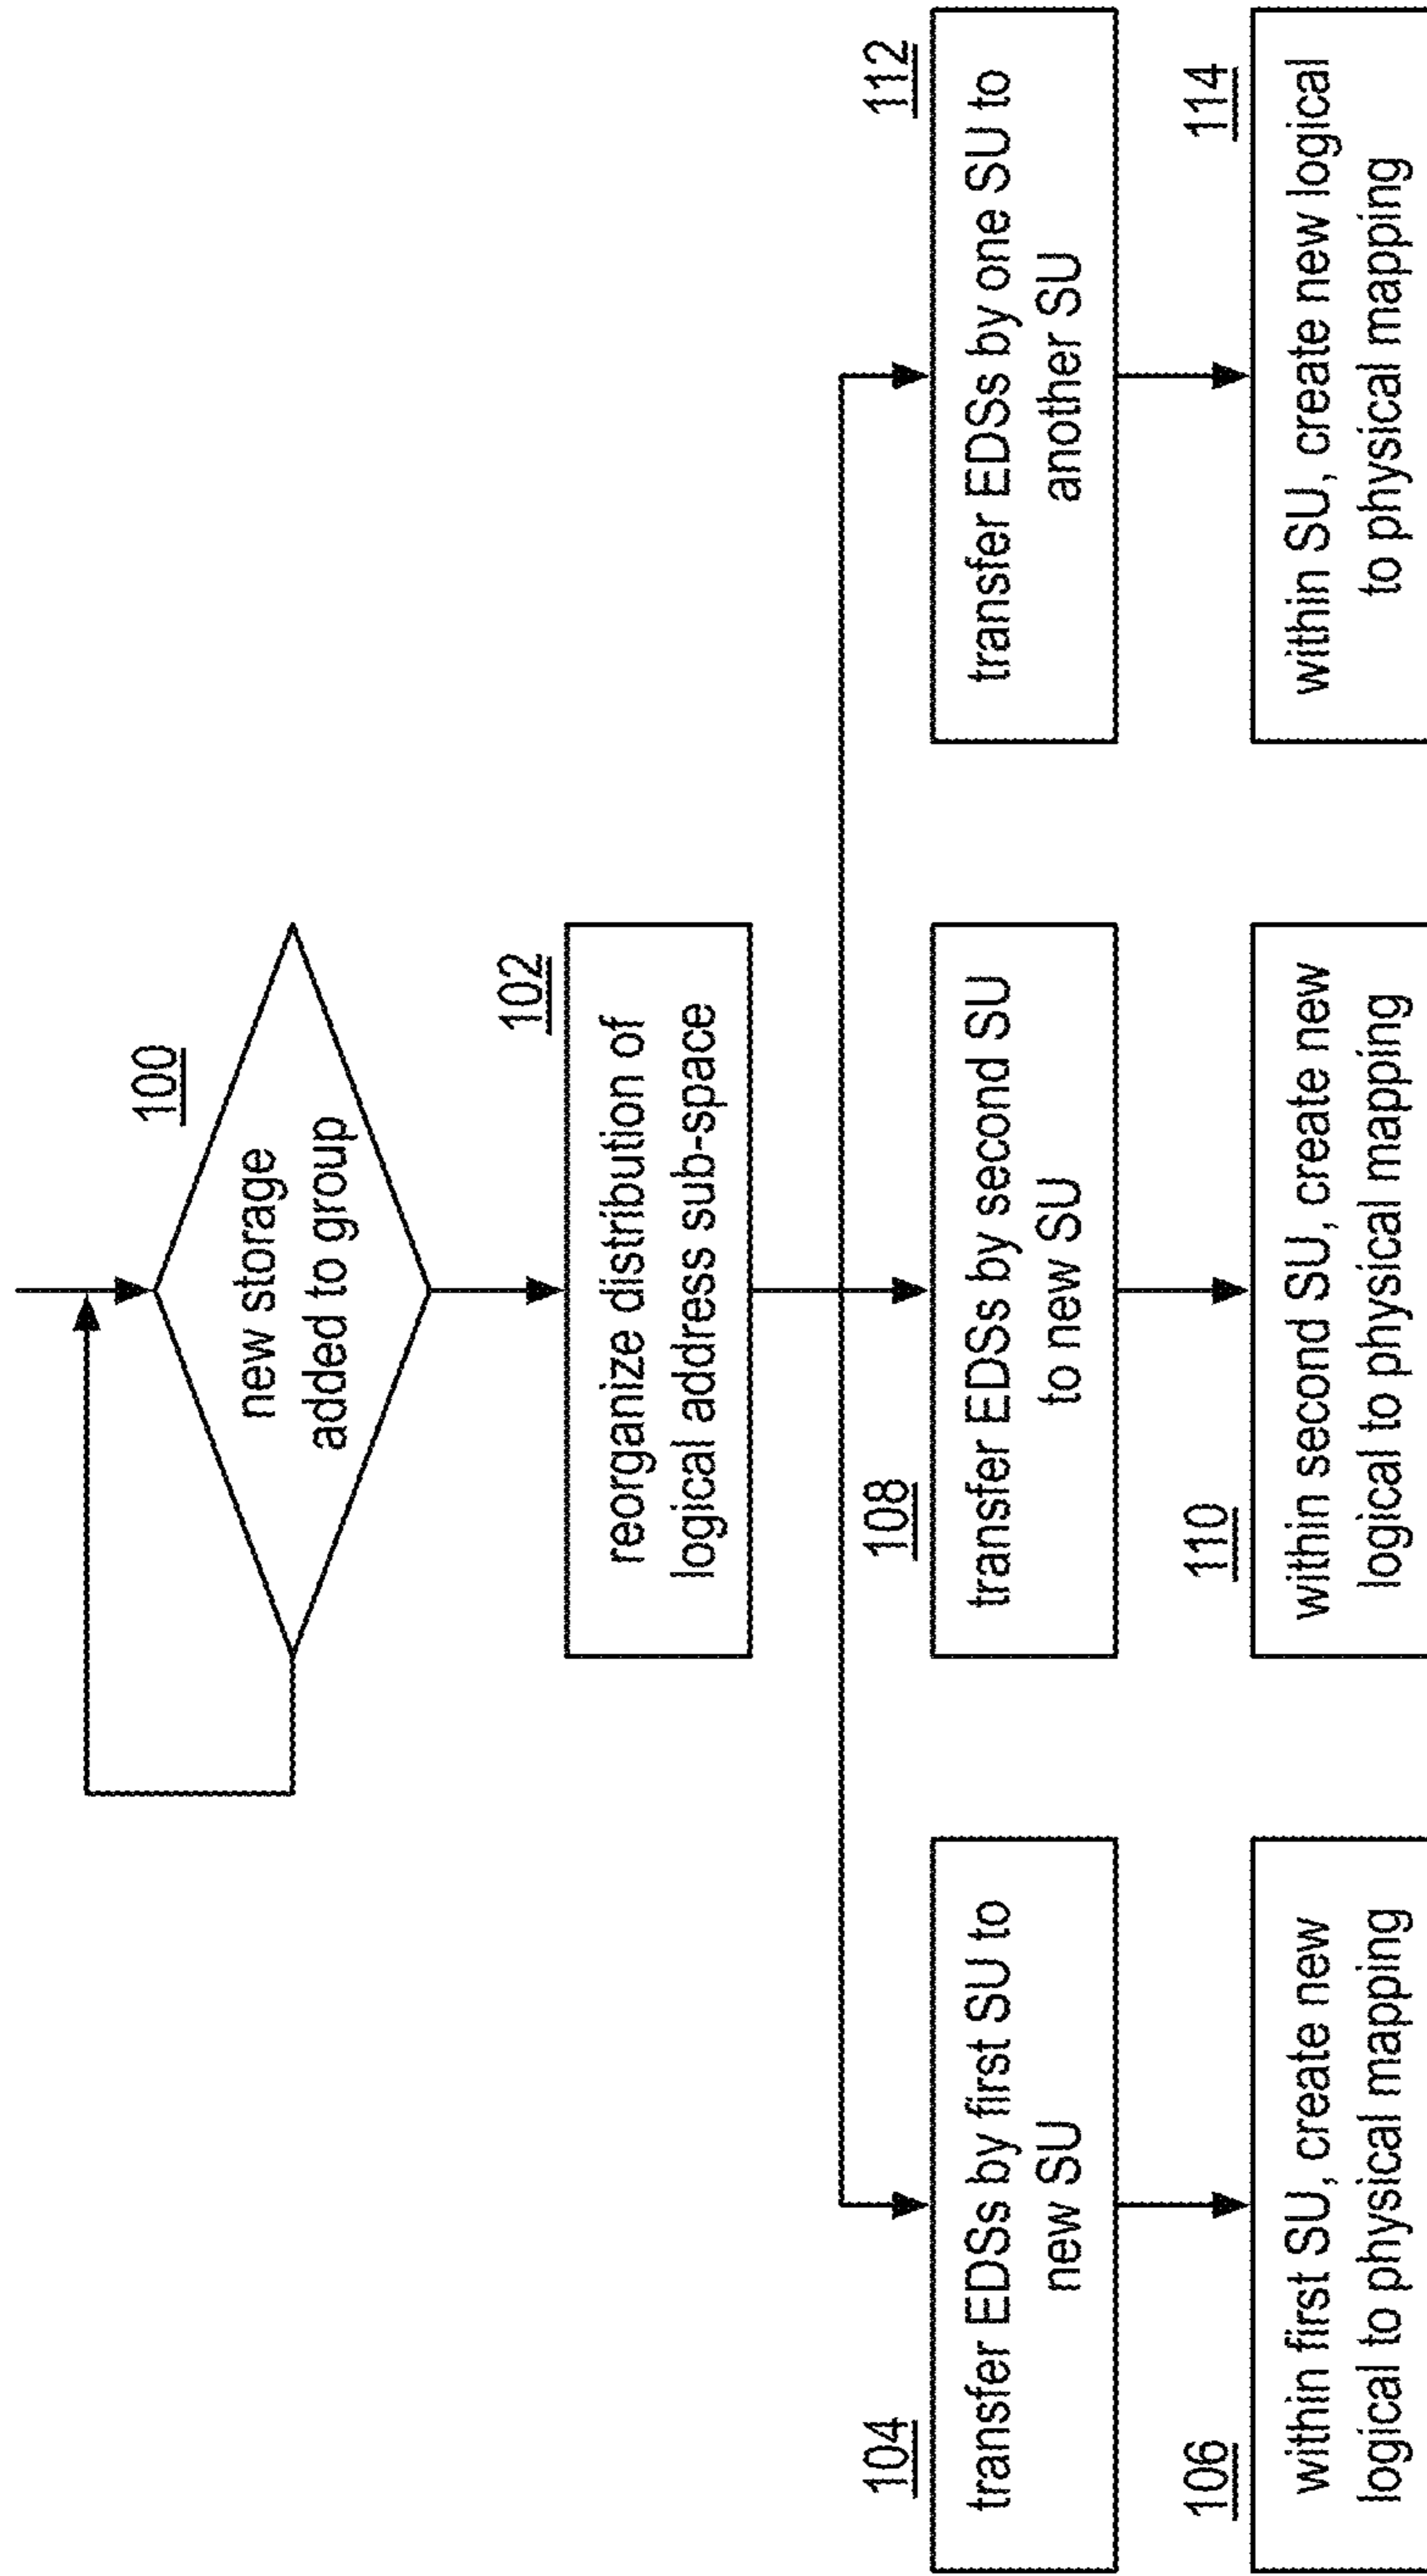 100
new storage
added to group
102
reorganize distribution of
logical address sub-space
104
transfer EDSs by first SU to
new SU
108
transfer EDSs by second SU
to new SU
112
transfer EDSs by one SU to
another SU
106
within first SU, create new
logical to physical mapping
110
within second SU, create new
logical to physical mapping
114
within SU, create new logical
to physical mapping